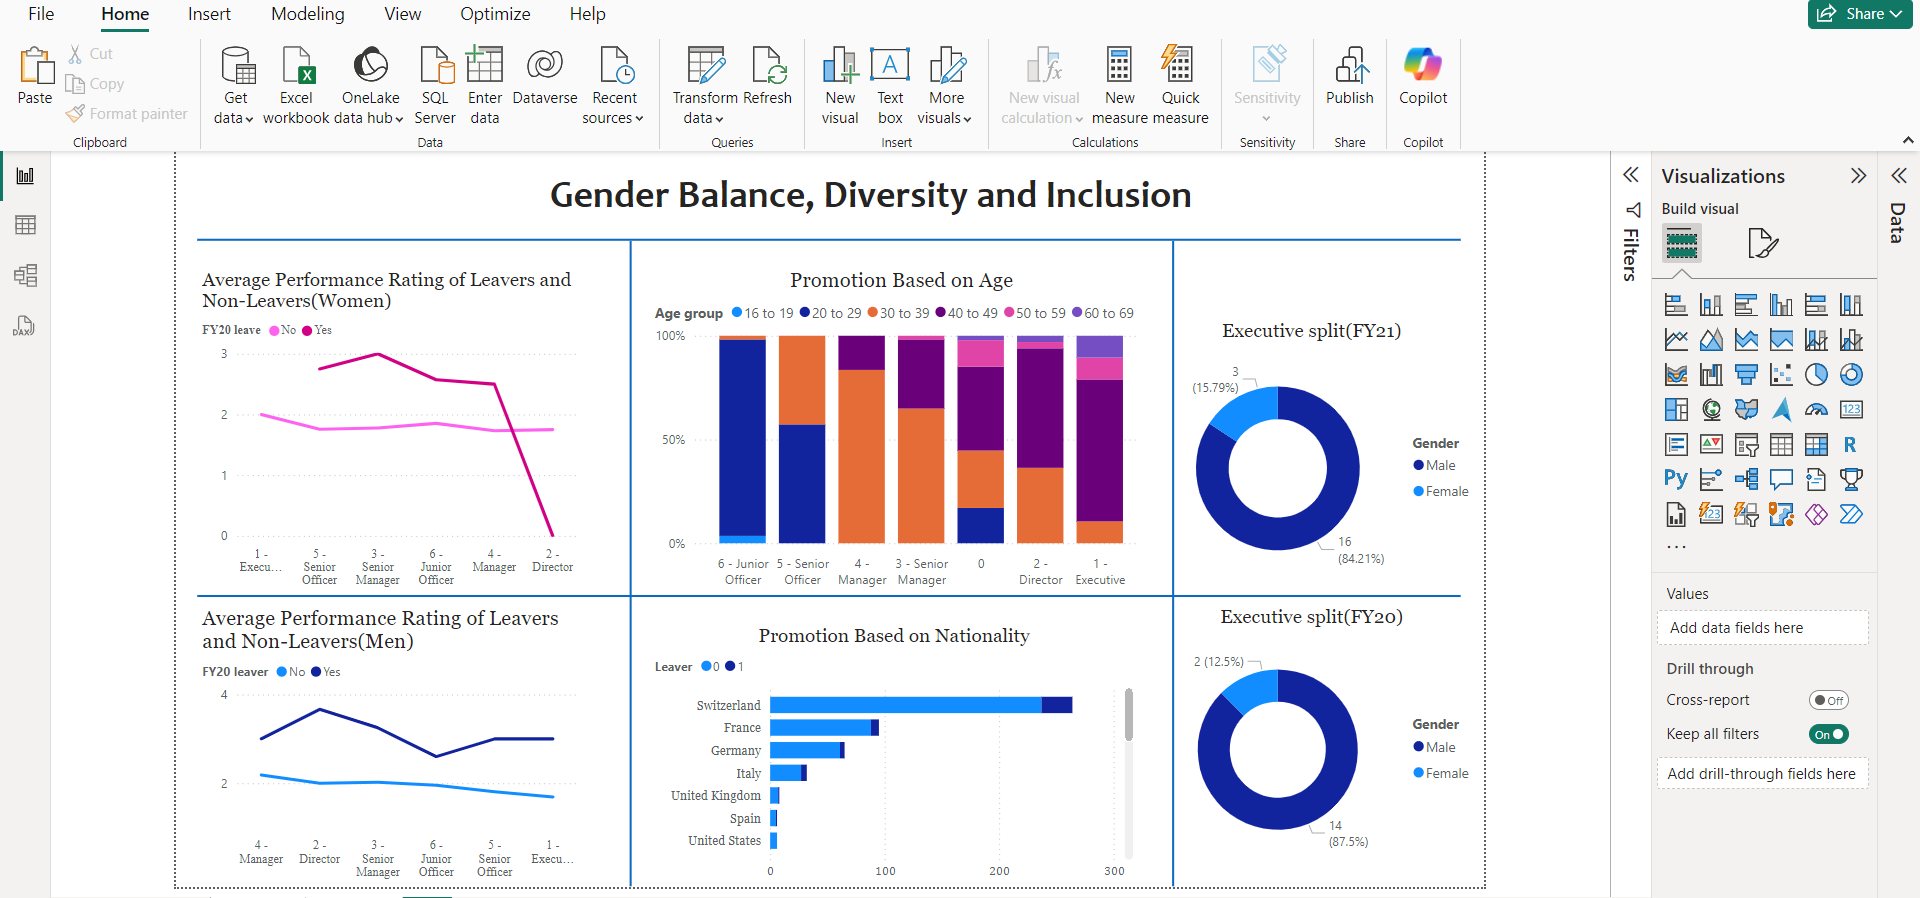 File Home Insert Modeling View Optimize Help
Share
Paste
Cut
Copy
Format painter
Clipboard
Get data
Excel workbook
OneLake data hub
SQL Server
Enter data
Dataverse
Recent sources
Data
Transform data
Refresh
Queries
New visual
Text box
More visuals
Insert
New visual calculation
New measure
Quick measure
Calculations
Sensitivity
Sensitivity
Publish
Share
Copilot
Copilot
DAX
Gender Balance, Diversity and Inclusion
Average Performance Rating of Leavers and
Non-Leavers(Women)
FY20 leave No Yes
3
2
1
0
1 - Execu...
5 - Senior Officer
3 - Senior Manager
6 - Junior Officer
4 - Manager
2 - Director
Promotion Based on Age
Age group 16 to 19 20 to 29 30 to 39 40 to 49 50 to 59 60 to 69
100%
50%
0%
6 - Junior Officer
5 - Senior Officer
4 - Manager
3 - Senior Manager
0
2 - Director
1 - Executive
Executive split(FY21)
3
(15.79%)
16
(84.21%)
Gender
Male
Female
Average Performance Rating of Leavers
and Non-Leavers(Men)
FY20 leaver No Yes
4
2
4 - Manager
2 - Director
3 - Senior Manager
6 - Junior Officer
5 - Senior Officer
1 - Execu...
Promotion Based on Nationality
Leaver 0 1
Switzerland
France
Germany
Italy
United Kingdom
Spain
United States
0 100 200 300
Executive split(FY20)
2 (12.5%)
14
(87.5%)
Gender
Male
Female
Filters
Visualizations
Build visual
123
R
Py
123
...
Values
Add data fields here
Drill through
Cross-report Off
Keep all filters On
Add drill-through fields here
Data